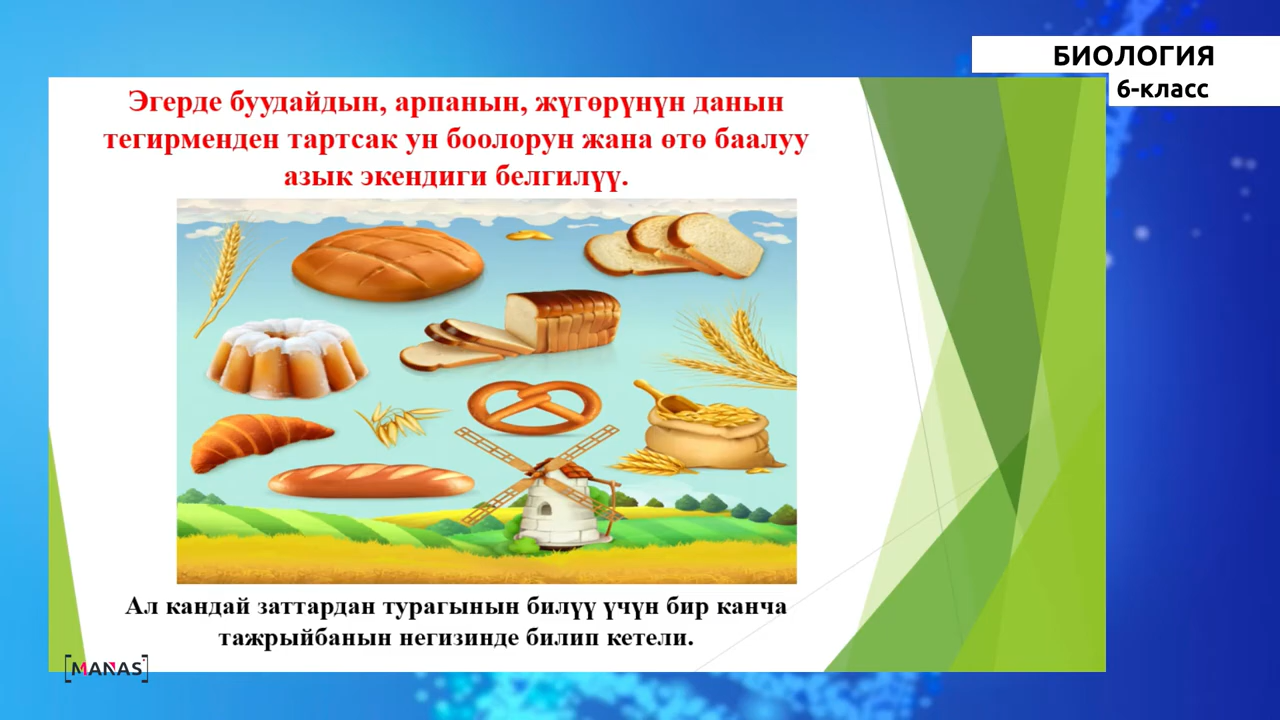 БИОЛОГИЯ
6-класс
Эгерде буудайдын, арпанын, жүгөрүнүн данын
тегирменден тартсак ун боолорун жана өтө баалуу
азык экендиги белгилүү.
Ал кандай заттардан турагынын билүү үчүн бир канча
тажрыйбанын негизинде билип кетели.
MANAS